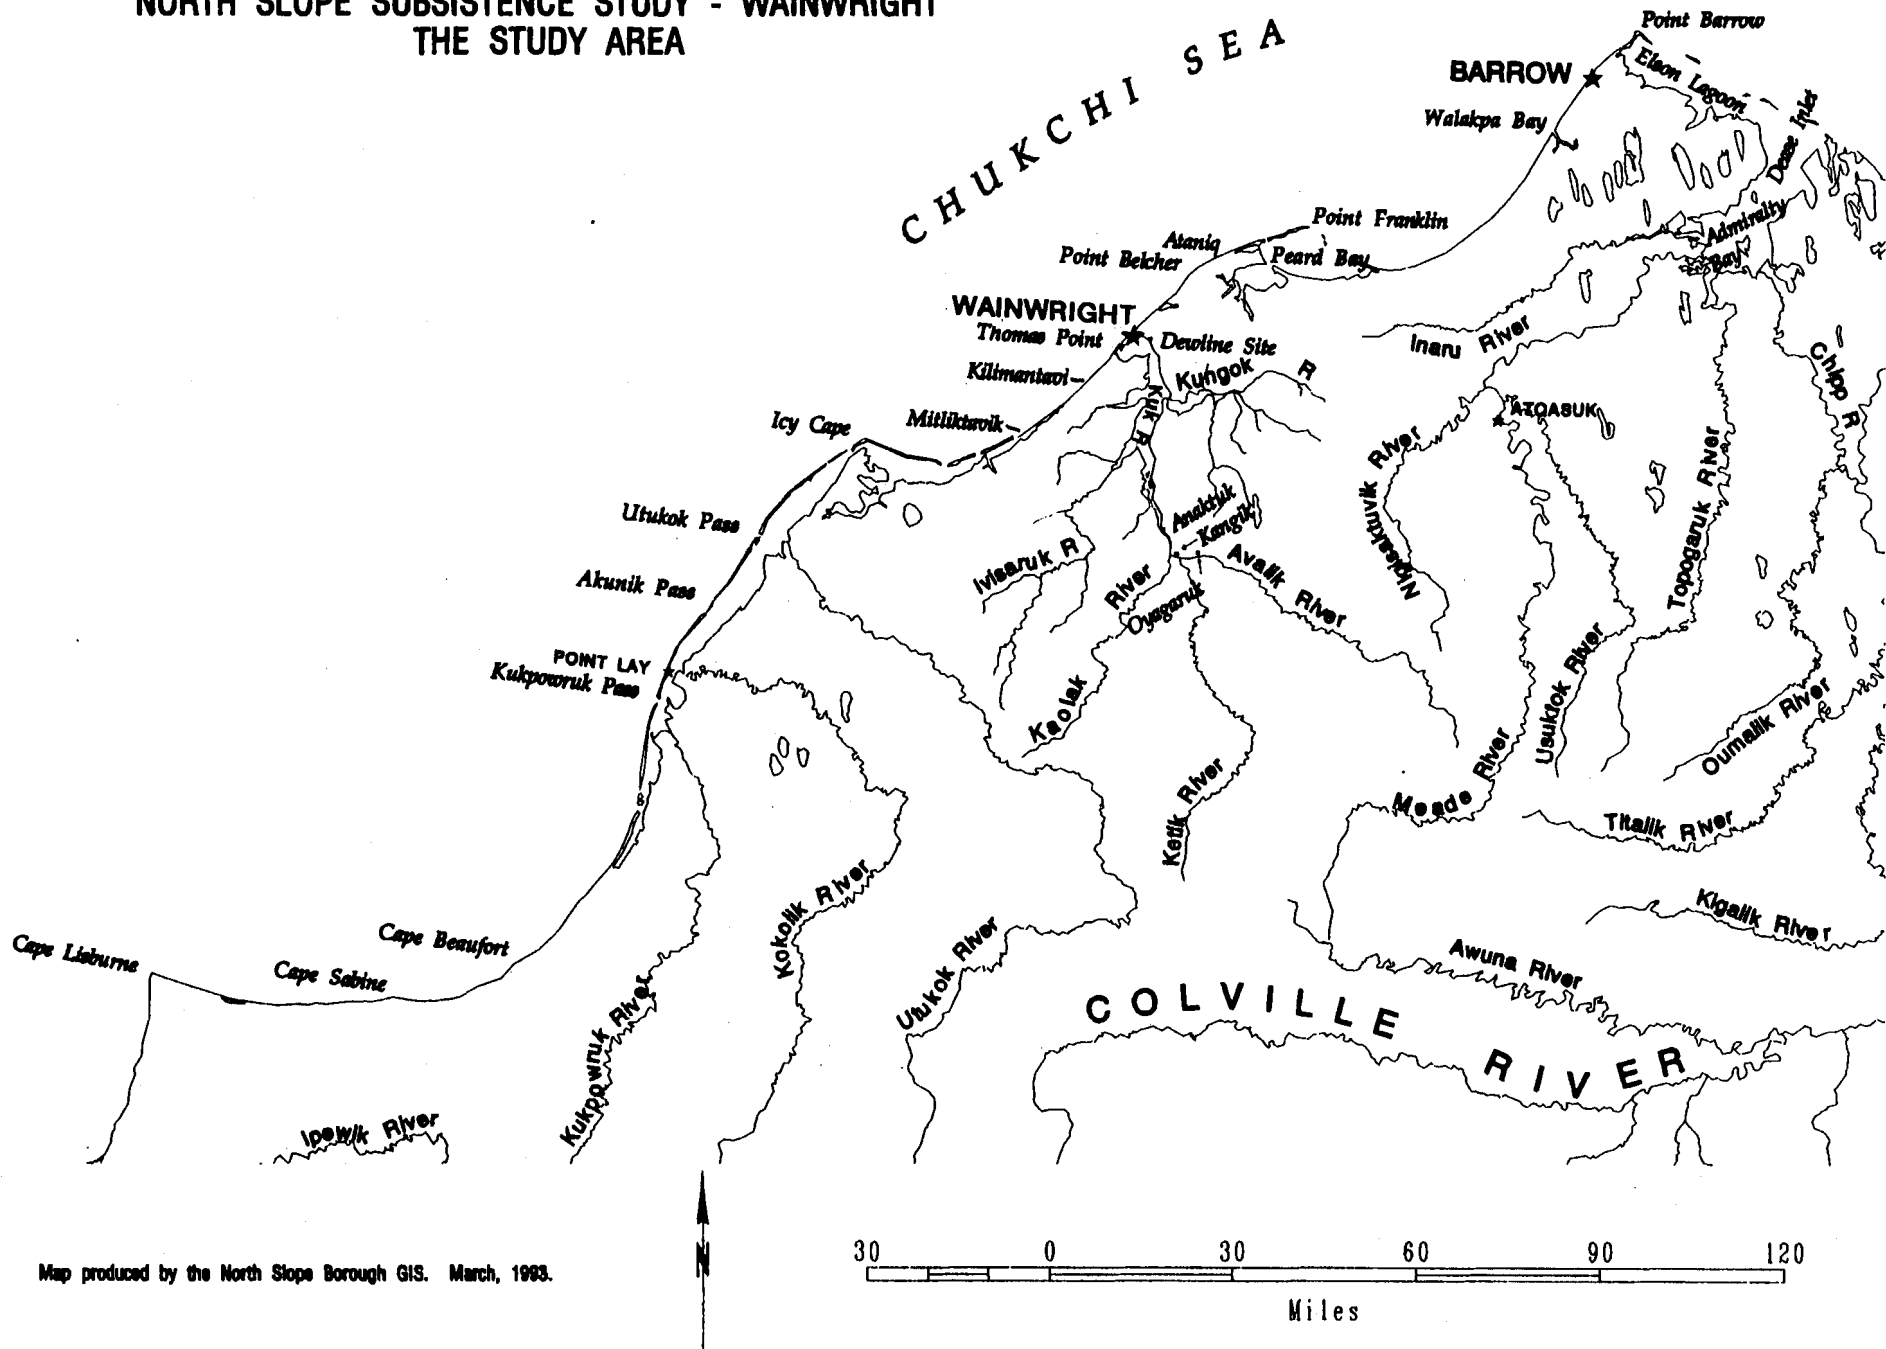 NORTH SLOPE SUBSISTENCE STUDY - WAINWRIGHT
THE STUDY AREA
CHUKCHI SEA
Point Barrow
BARROW
Elson Lagoon
Walakpa Bay
Dease Inlet
Point Franklin
Admiralty
Bay
Ataniq
Point Belcher
Peard Bay
WAINWRIGHT
Thomas Point
Dewline Site
Inaru River
Kilimantavi
Kungok R
Chipp R
Kuk R
Icy Cape
Mitliktavik
ATQASUK
Nigisaktuvik River
Topogaruk River
Utukok Pass
Anaktuk
Kangik
Ivisaruk R
Avalik River
Akunik Pass
Kaolak River
Oyagaruk
POINT LAY
Kukpowruk Pass
Usuktok River
Oumalik River
Meade River
Ketik River
Titalik River
Kokolik River
Kigalik River
Cape Beaufort
Cape Lisburne
Cape Sabine
Utukok River
Awuna River
COLVILLE RIVER
Kukpowruk River
Ipewik River
N
30 0 30 60 90 120
Miles
Map produced by the North Slope Borough GIS. March, 1993.